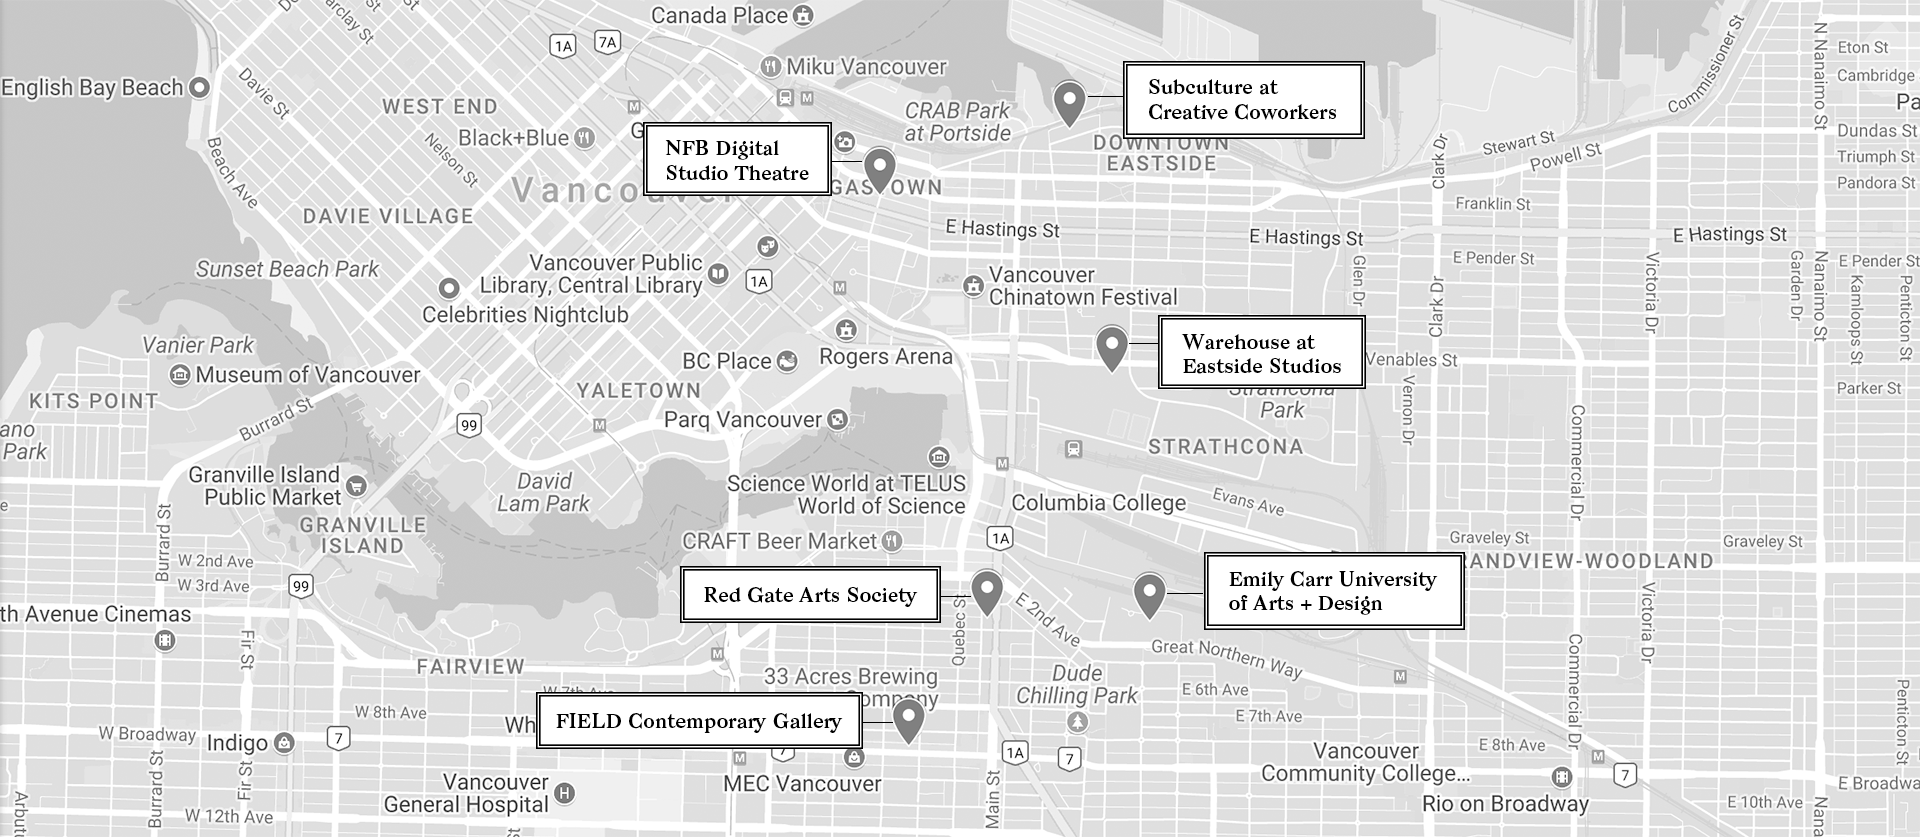 Canada Place
1A
7A
Miku Vancouver
English Bay Beach
Davie St
WEST END
Black+Blue
Nelson St
Beach Ave
CRAB Park
at Portside
Subculture at
Creative Coworkers
DOWNTOWN
EASTSIDE
NFB Digital
Studio Theatre
GASTOWN
Vancouver
DAVIE VILLAGE
Commissioner St
N Nanaimo St
Eton St
Cambridge
Pa
Dundas St
Triumph St
Pandora St
Stewart St
Powell St
Clark Dr
Franklin St
E Hastings St
E Hastings St
E Hastings St
E Pender St
E Pender St
Sunset Beach Park
Vancouver Public
Library, Central Library
1A
Vancouver
Chinatown Festival
Celebrities Nightclub
Glen Dr
Clark Dr
Victoria Dr
Garden Dr
Nanaimo St
Kamloops St
Penticton St
Vanier Park
Museum of Vancouver
KITS POINT
Burrard St
BC Place
Rogers Arena
YALETOWN
Warehouse at
Eastside Studios
Venables St
Strathcona
Park
Parker St
Vernon Dr
Commercial Dr
99
Parq Vancouver
STRATHCONA
ano
Park
Granville Island
Public Market
GRANVILLE
ISLAND
David
Lam Park
Science World at TELUS
World of Science
Columbia College
Evans Ave
e
Burrard St
CRAFT Beer Market
1A
Graveley St
Graveley St
RANDVIEW-WOODLAND
W 2nd Ave
W 3rd Ave
99
Red Gate Arts Society
Emily Carr University
of Arts + Design
th Avenue Cinemas
Fir St
Quebec St
E 2nd Ave
Great Northern Way
Commercial Dr
Victoria Dr
FAIRVIEW
33 Acres Brewing
Company
Dude
Chilling Park
E 6th Ave
E 7th Ave
W 7th Ave
W 8th Ave
FIELD Contemporary Gallery
Wh
W Broadway
Indigo
7
7
1A
7
E 8th Ave
Penticton St
MEC Vancouver
Vancouver
General Hospital
Vancouver
Community College...
Rio on Broadway
7
E Broadwa
E 10th Ave
Burrard St
Fir St
W 12th Ave
Arbut
Main St
Nana